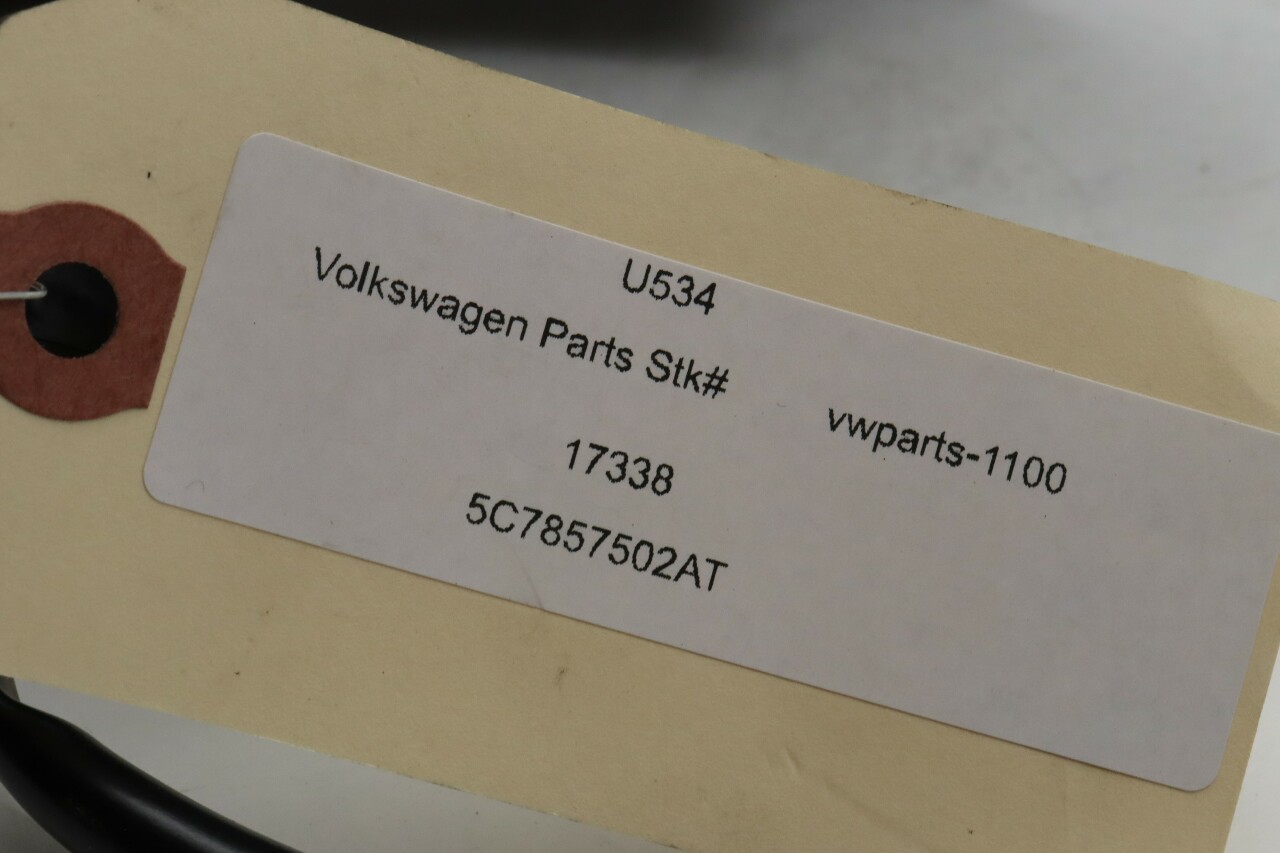 U534
Volkswagen Parts Stk# vwparts-1100
17338
5C7857502AT